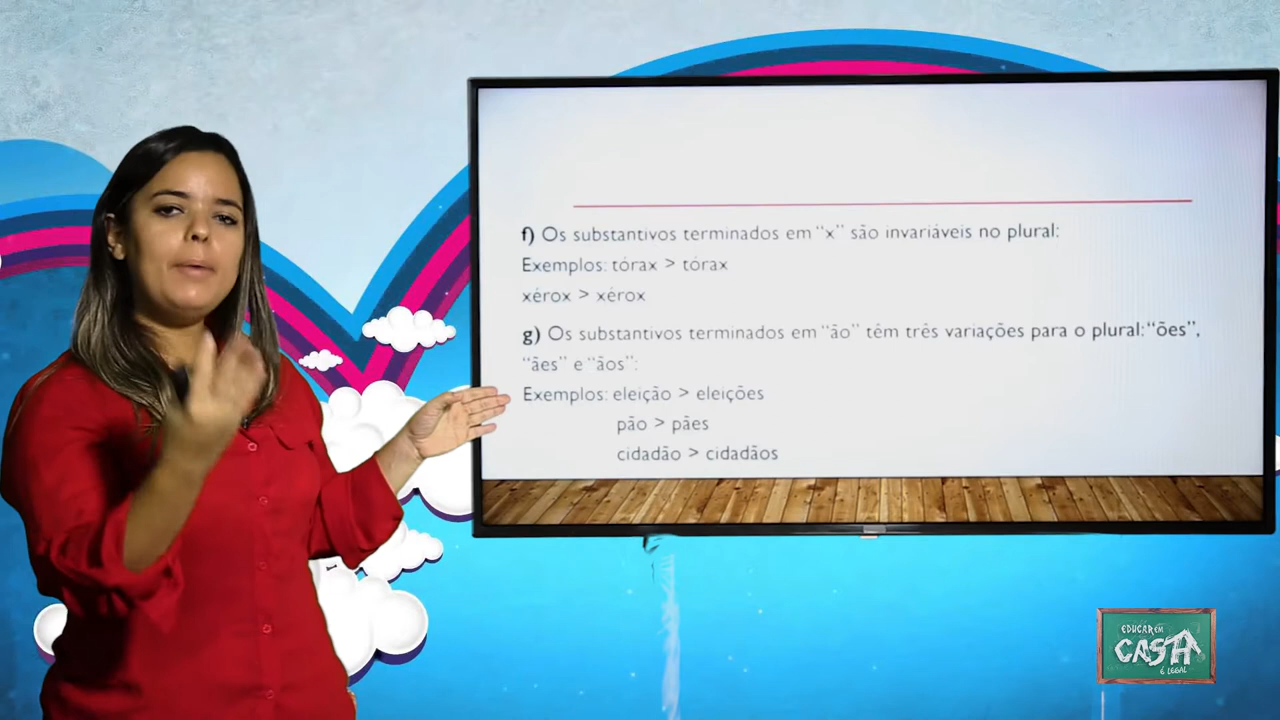 f) Os substantivos terminados em “x” são invariáveis no plural:
Exemplos: tórax > tórax
xérox > xérox
g) Os substantivos terminados em “ão” têm três variações para o plural: “ões”,
“ães” e “ãos”:
Exemplos: eleição > eleições
pão > pães
cidadão > cidadãos
EDUCAR EM
CASA
É LEGAL